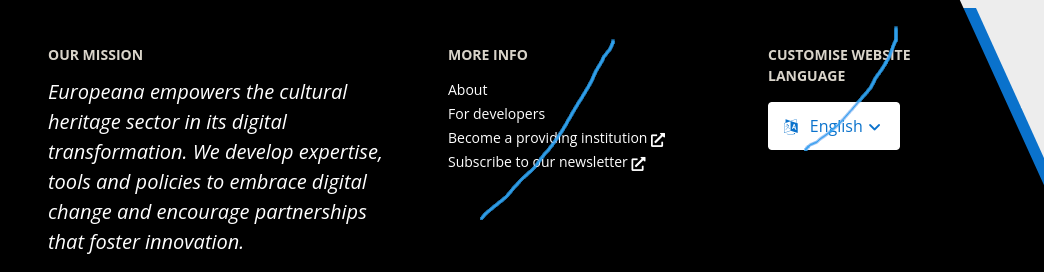 OUR MISSION
Europeana empowers the cultural
heritage sector in its digital
transformation. We develop expertise,
tools and policies to embrace digital
change and encourage partnerships
that foster innovation.
MORE INFO
About
For developers
Become a providing institution
Subscribe to our newsletter
CUSTOMISE WEBSITE
LANGUAGE
English